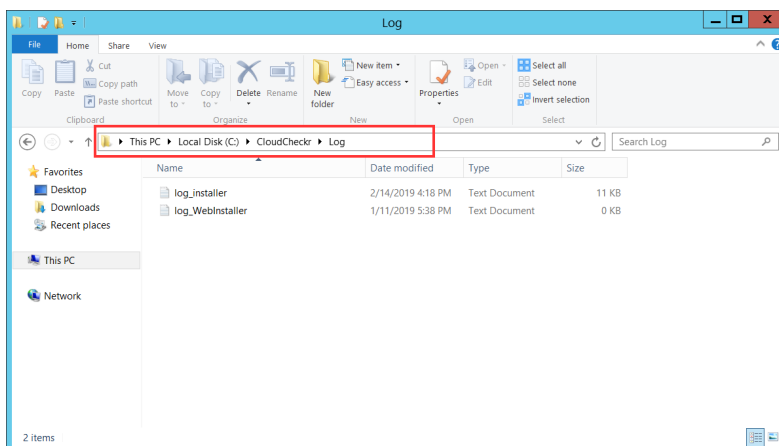 Log
File Home Share View
Copy
Paste
Cut
Copy path
Paste shortcut
Clipboard
Move to
Copy to
Delete
Rename
Organize
New folder
New item
Easy access
New
Properties
Open
Edit
Open
Select all
Select none
Invert selection
Select
This PC Local Disk (C:) CloudCheckr Log
Search Log
Favorites
Desktop
Downloads
Recent places
This PC
Network
Name Date modified Type Size
log_installer 2/14/2019 4:18 PM Text Document 11 KB
log_WebInstaller 1/11/2019 5:38 PM Text Document 0 KB
2 items